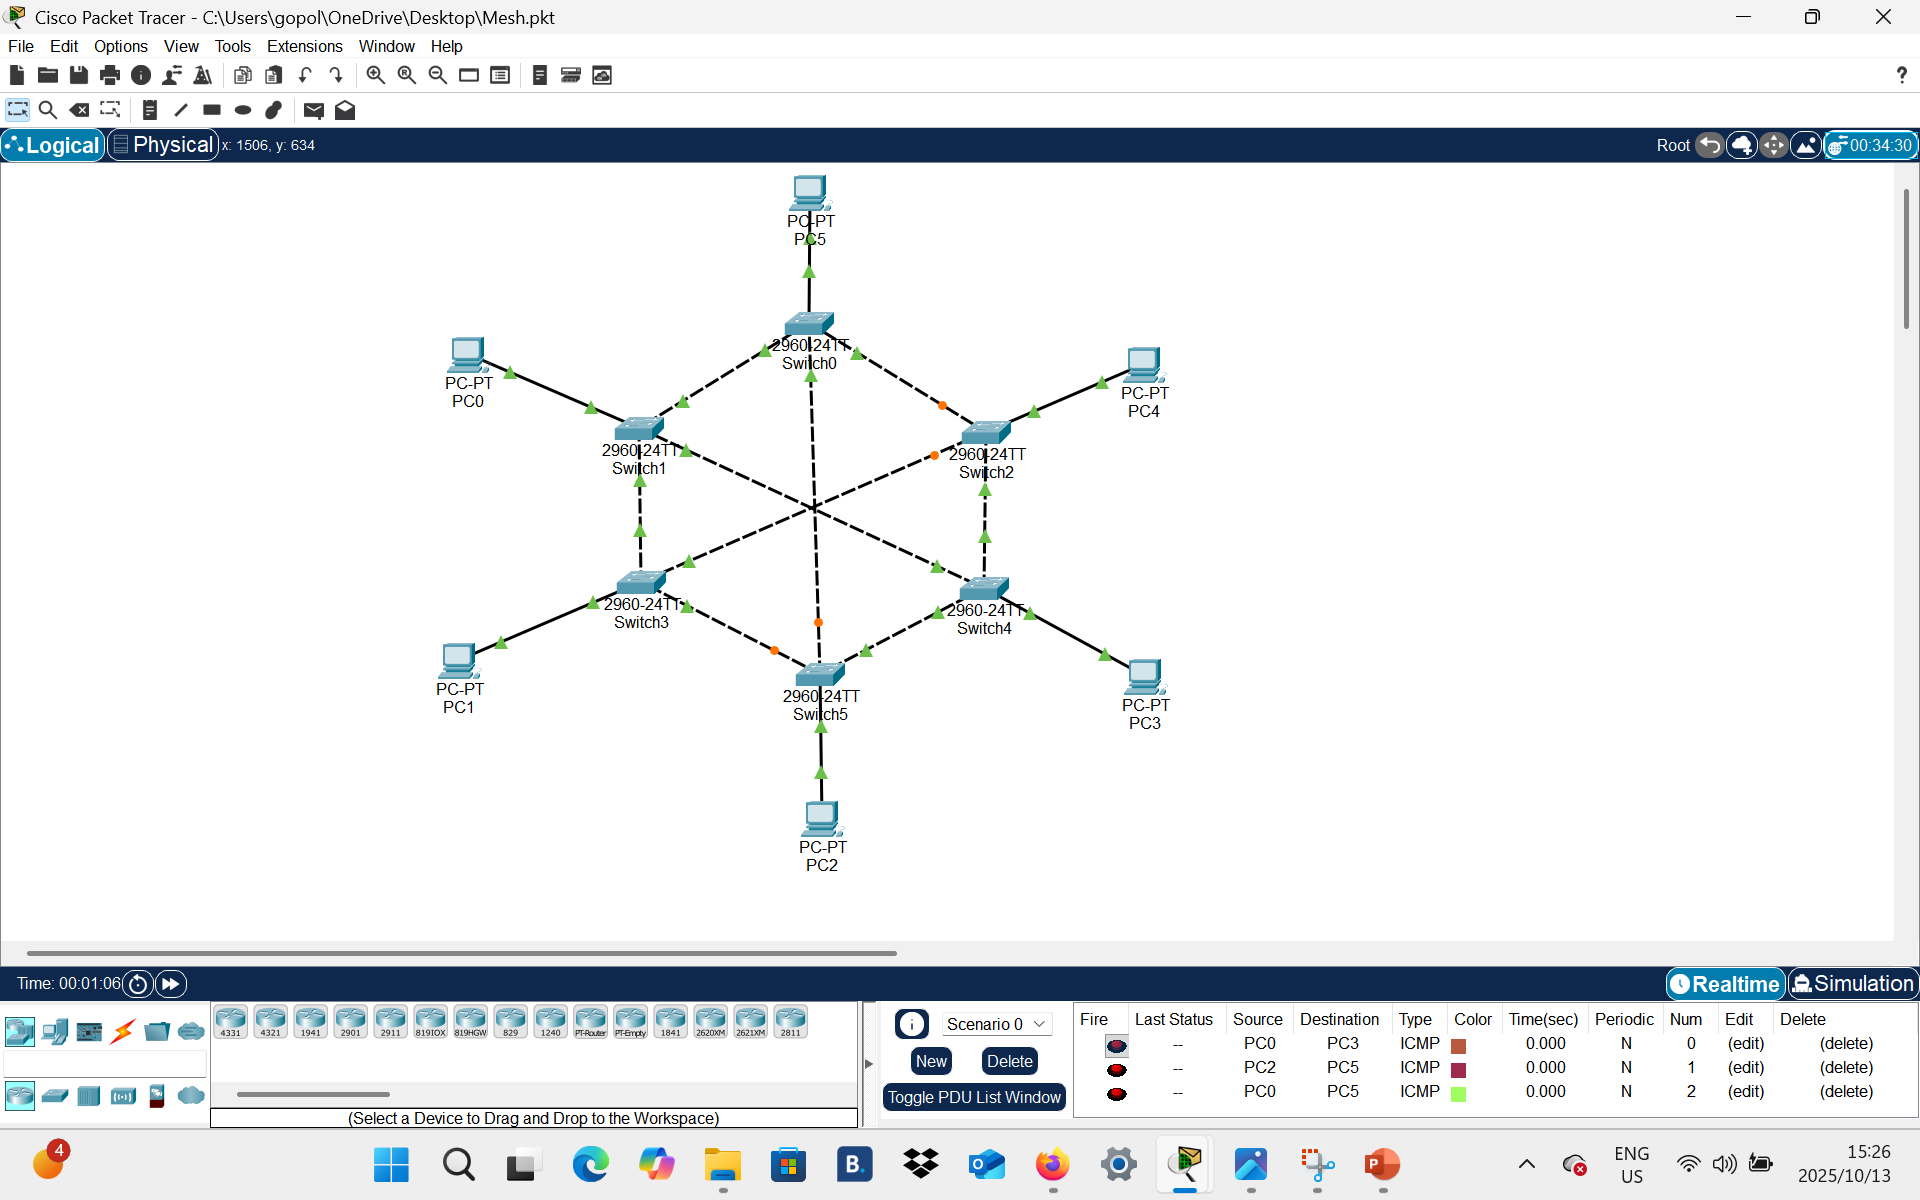 Cisco Packet Tracer - C:\Users\gopol\OneDrive\Desktop\Mesh.pkt
File Edit Options View Tools Extensions Window Help
?
Logical Physical x: 1506, y: 634 Root 00:34:30
PC-PT
PC5
2960-24TT
Switch0
PC-PT
PC0
PC-PT
PC4
2960-24TT
Switch1
2960-24TT
Switch2
2960-24TT
Switch3
2960-24TT
Switch4
PC-PT
PC1
2960-24TT
Switch5
PC-PT
PC3
PC-PT
PC2
Time: 00:01:06 Realtime Simulation
4331 4321 1941 2901 2911 819IOX 819HGW 829 1240 PT-Router PT-Empty 1841 2620XM 2621XM 2811
(Select a Device to Drag and Drop to the Workspace)
Scenario 0
New Delete
Toggle PDU List Window
Fire Last Status Source Destination Type Color Time(sec) Periodic Num Edit Delete
-- PC0 PC3 ICMP 0.000 N 0 (edit) (delete)
-- PC2 PC5 ICMP 0.000 N 1 (edit) (delete)
-- PC0 PC5 ICMP 0.000 N 2 (edit) (delete)
4
B.
ENG
US
15:26
2025/10/13